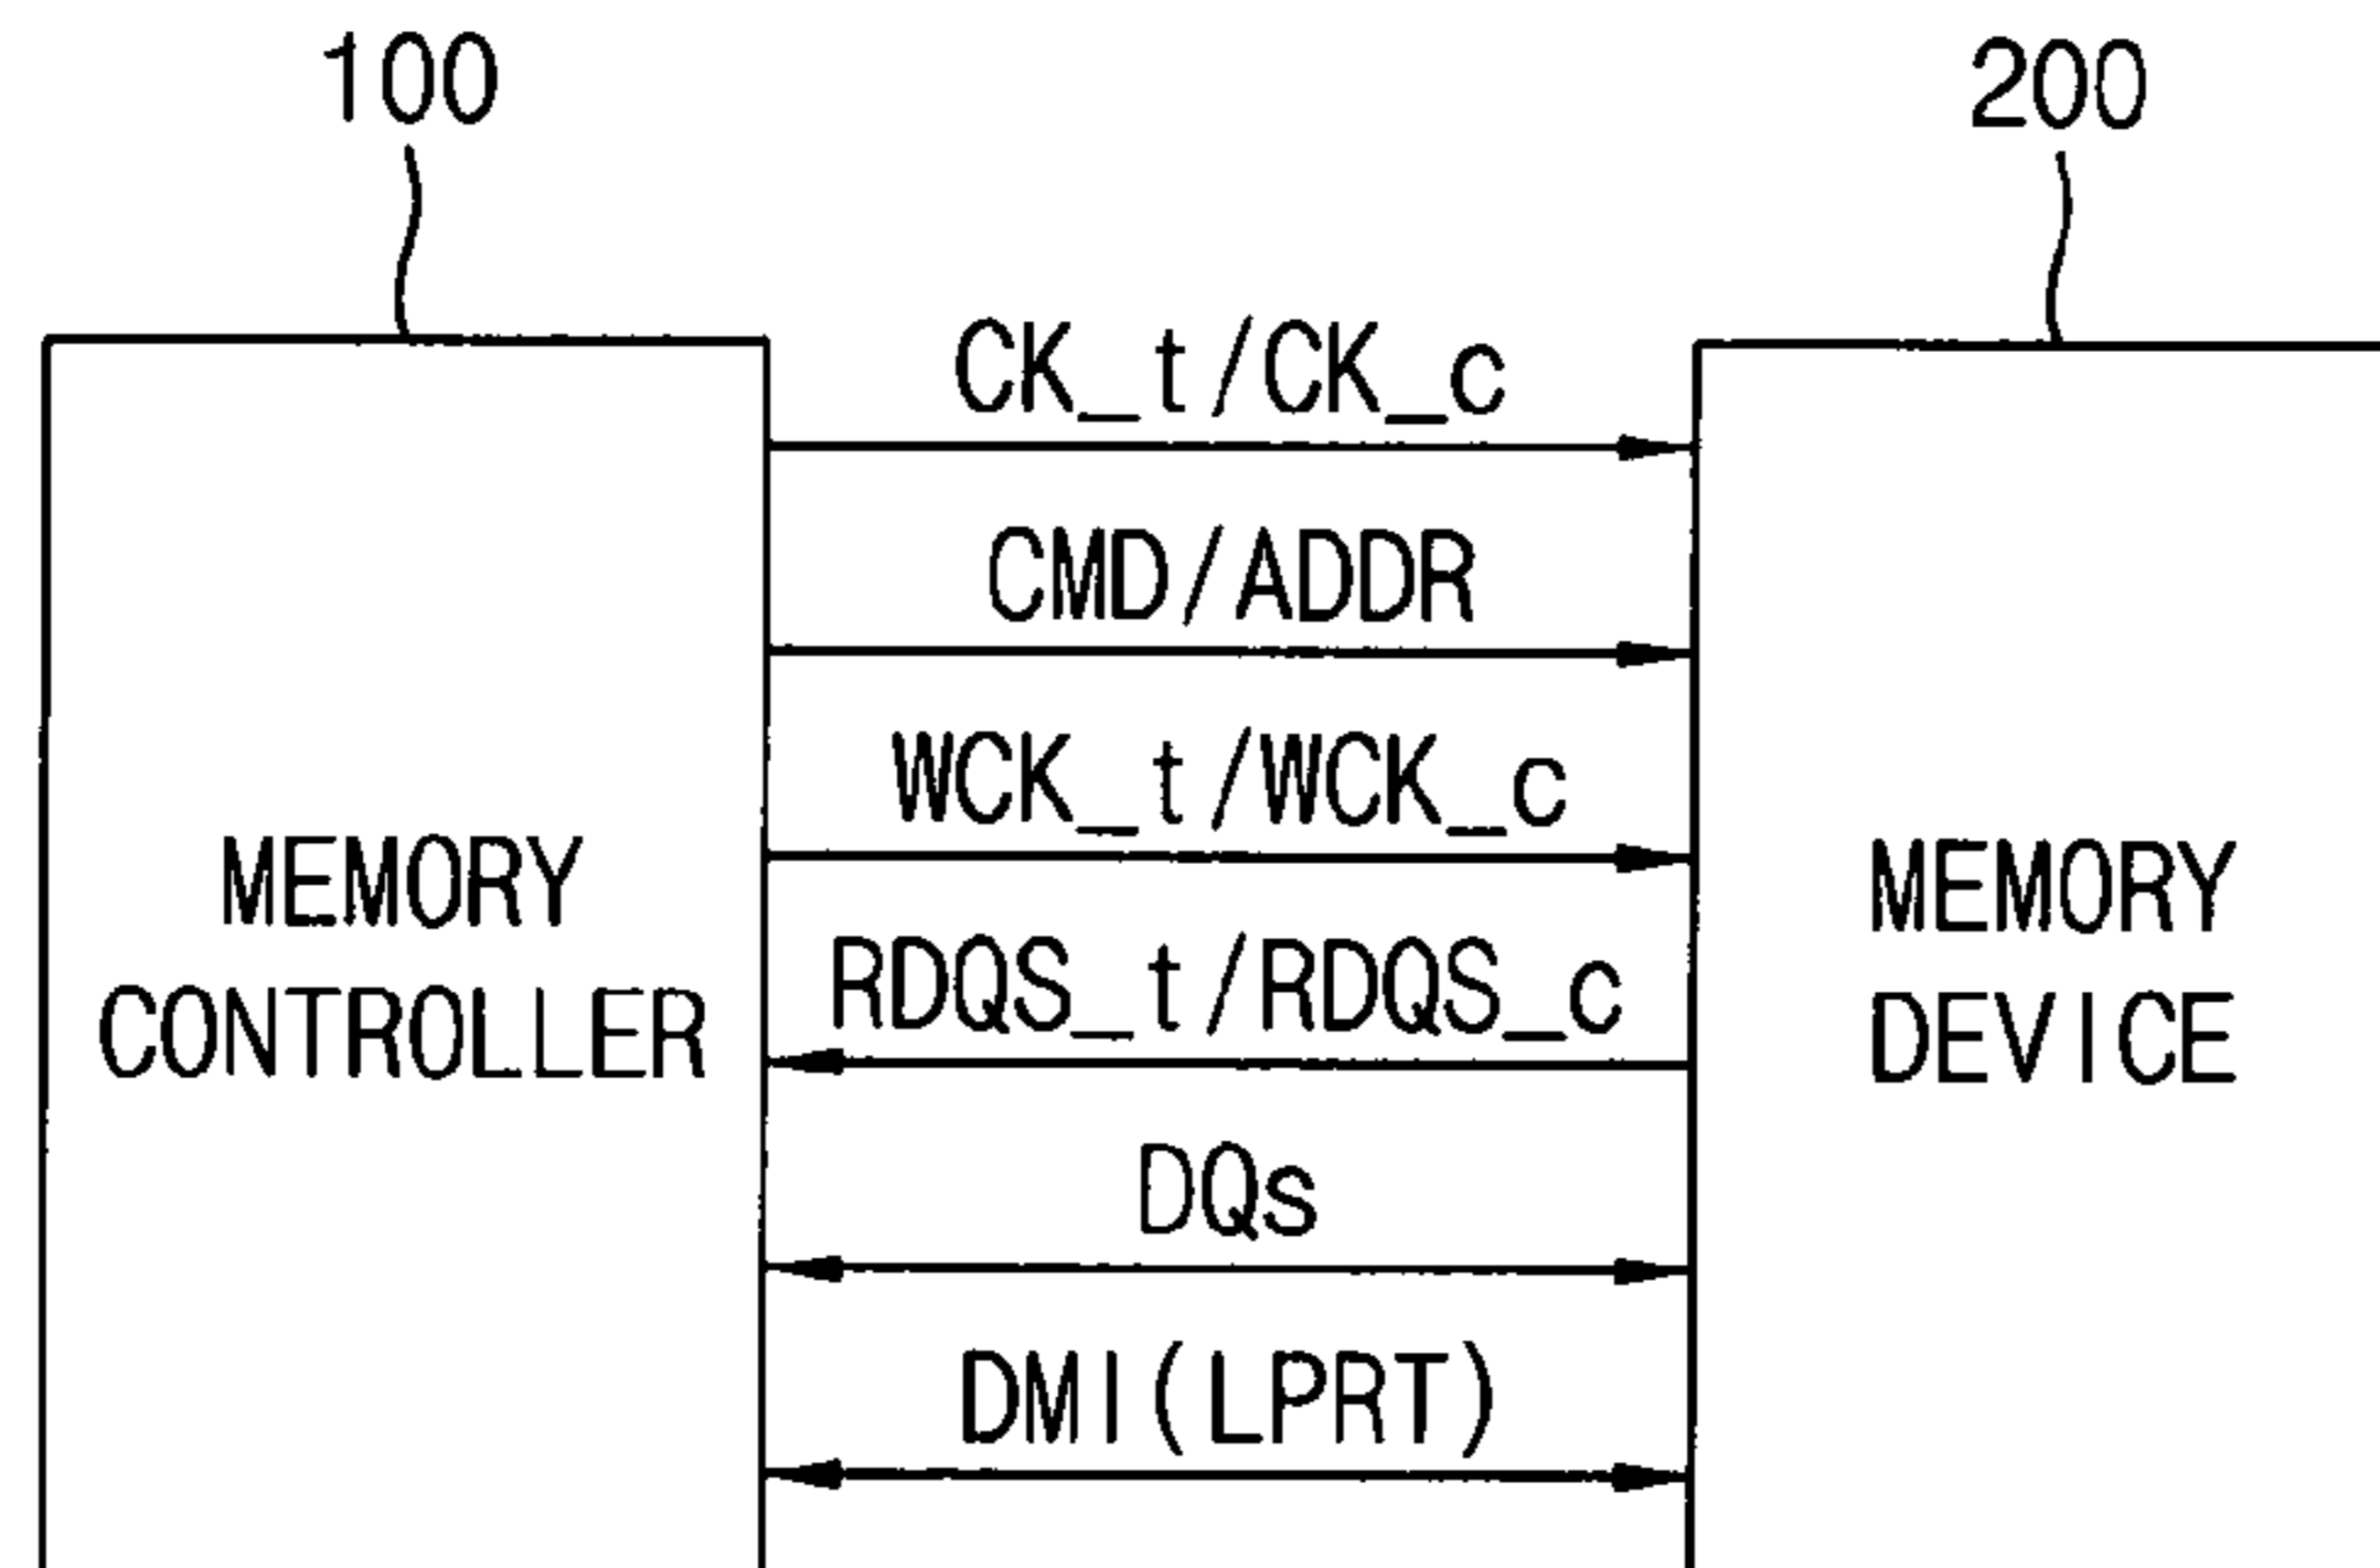 100
200
CK_t/CK_c
CMD/ADDR
WCK_t/WCK_c
MEMORY
CONTROLLER
RDQS_t/RDQS_c
MEMORY
DEVICE
DQs
DMI(LPRT)